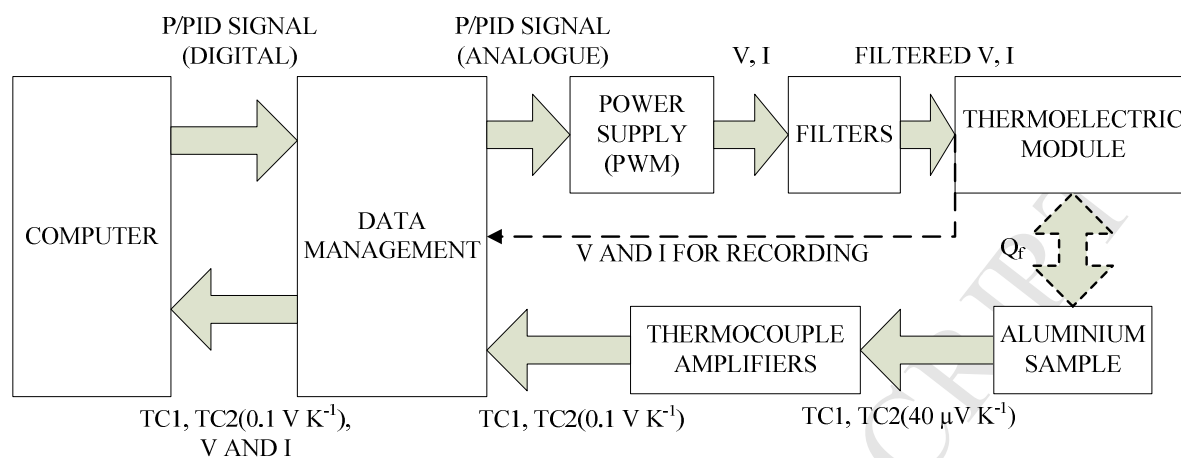 P/PID SIGNAL
(DIGITAL)
P/PID SIGNAL
(ANALOGUE)
V, I
FILTERED V, I
COMPUTER
DATA
MANAGEMENT
POWER
SUPPLY
(PWM)
FILTERS
THERMOELECTRIC
MODULE
V AND I FOR RECORDING
Qf
THERMOCOUPLE
AMPLIFIERS
ALUMINIUM
SAMPLE
TC1, TC2(0.1 V K-1),
V AND I
TC1, TC2(0.1 V K-1)
TC1, TC2(40 µV K-1)
CRIPT